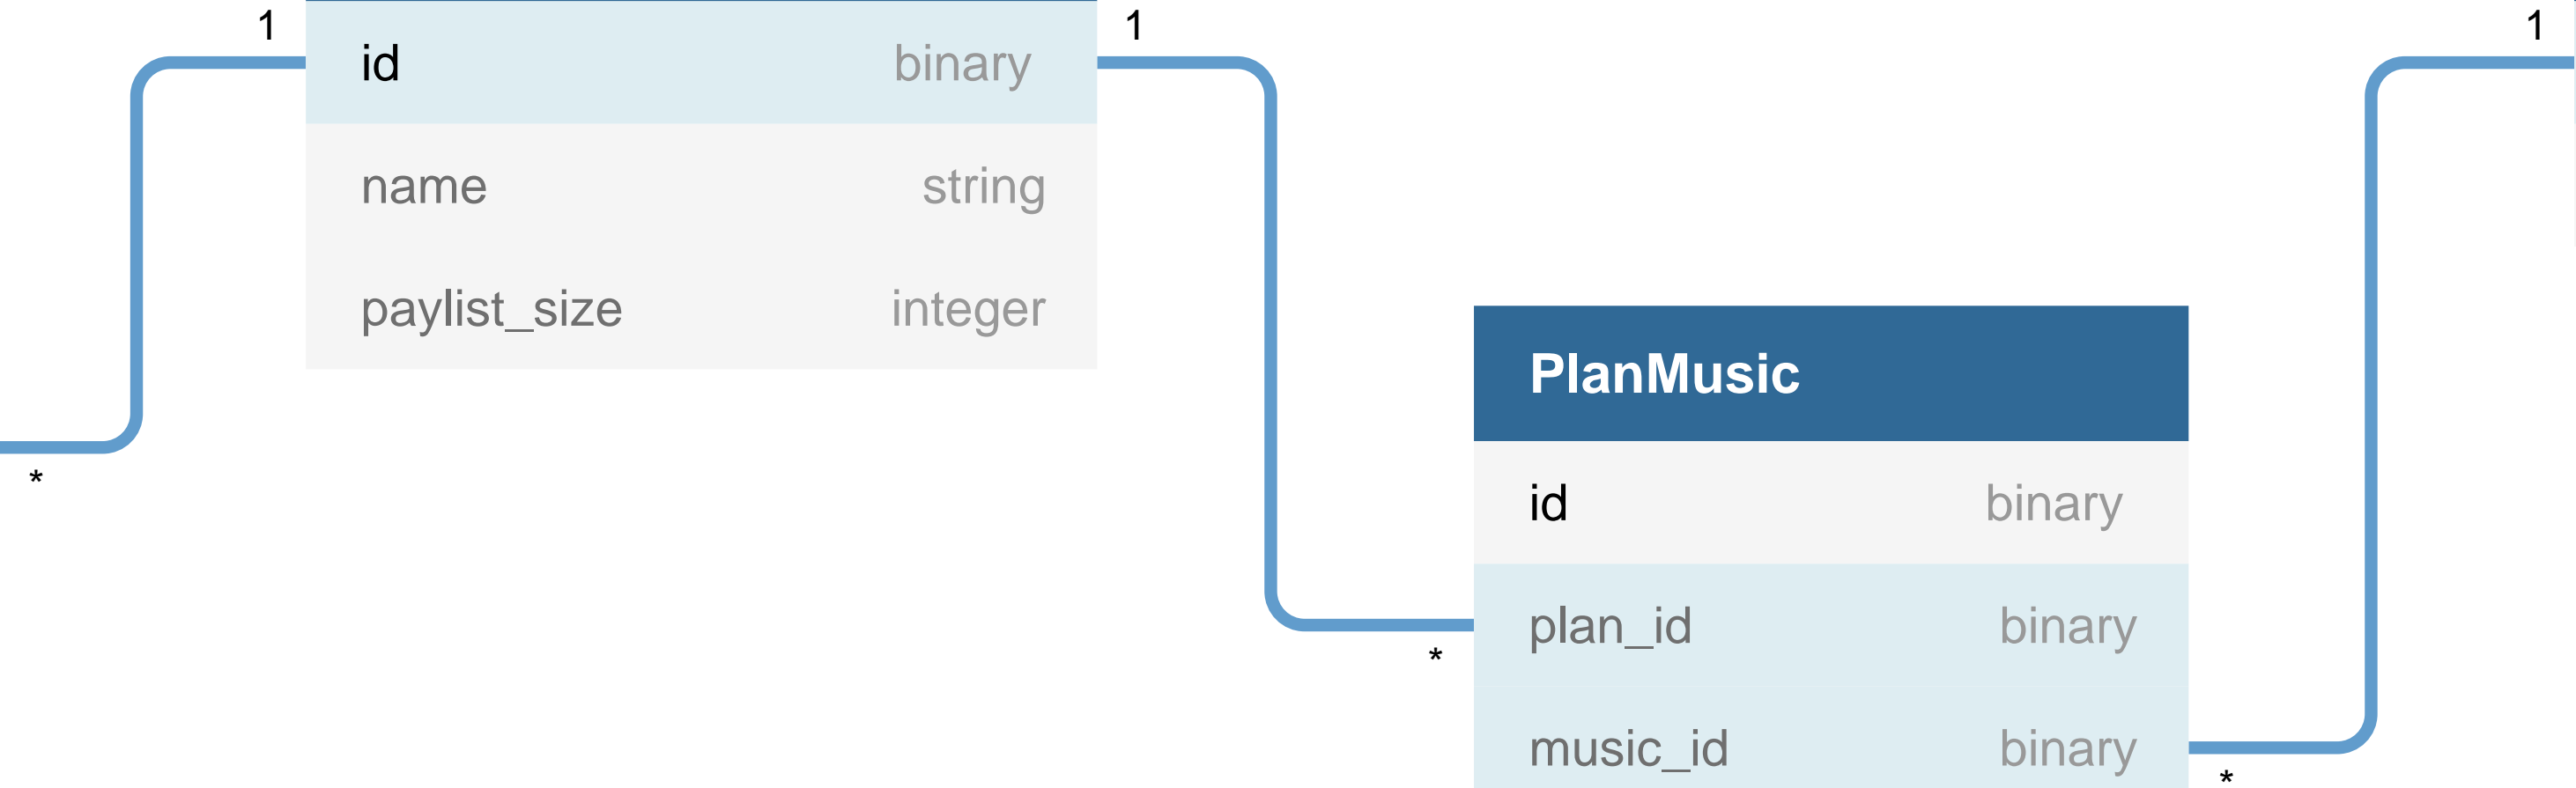 1
id binary
1
1
name string
paylist_size integer
*
PlanMusic
id binary
plan_id binary
*
music_id binary
*